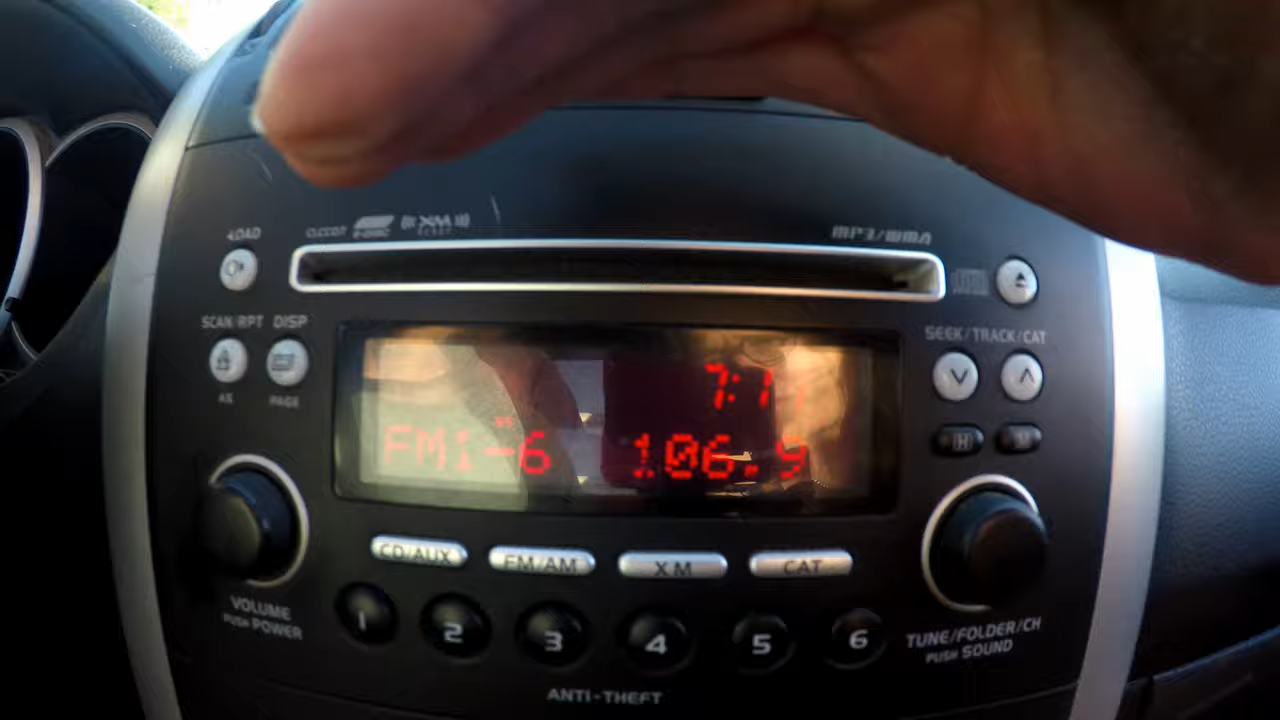 LOAD
XM
MP3/WMA
SCAN/RPT DISP
SEEK/TRACK/CAT
AS PAGE
7:1
FM1-6 106.9
CD/AUX FM/AM XM CAT
VOLUME
PUSH POWER
1 2 3 4 5 6
TUNE/FOLDER/CH
PUSH SOUND
ANTI-THEFT